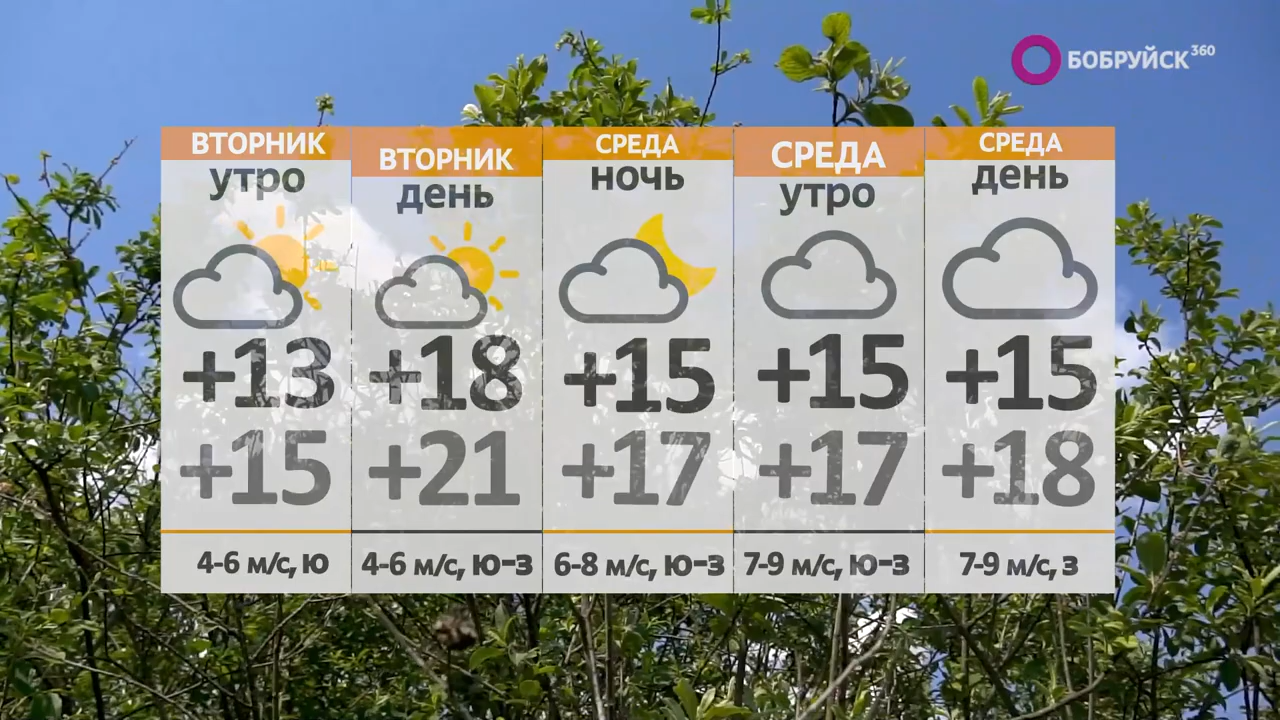 БОБРУЙСК360
ВТОРНИК
утро
+13
+15
4-6 м/с, ю
ВТОРНИК
день
+18
+21
4-6 м/с, ю-з
СРЕДА
ночь
+15
+17
6-8 м/с, ю-з
СРЕДА
утро
+15
+17
7-9 м/с, ю-з
СРЕДА
день
+15
+18
7-9 м/с, з